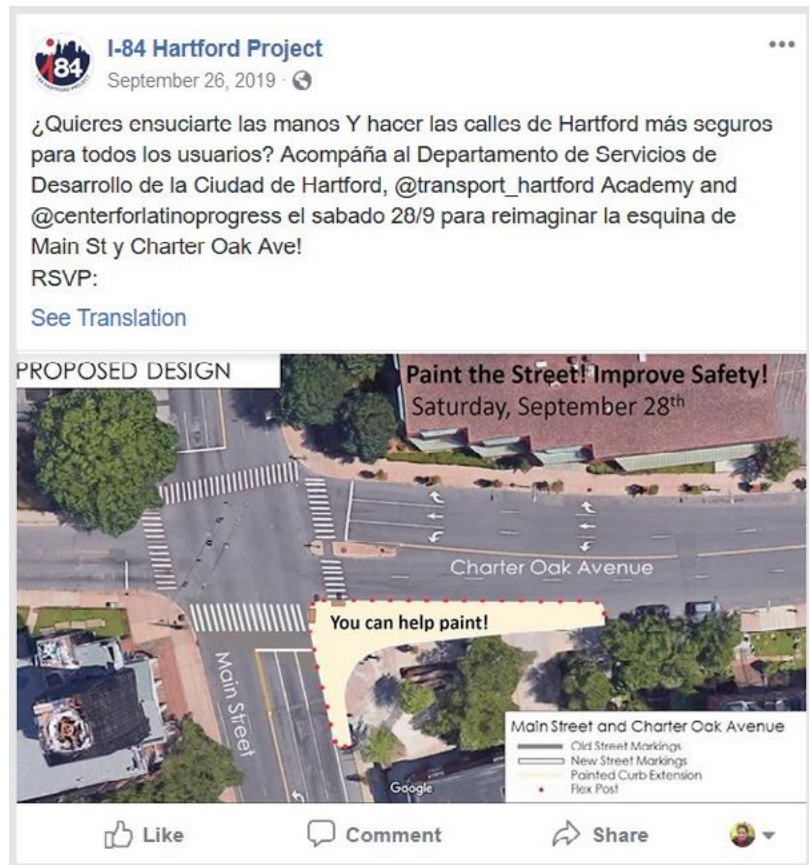 I-84 Hartford Project
September 26, 2019
84
I-84 HARTFORD PROJECT
¿Quieres ensuciarte las manos Y hacer las calles de Hartford más seguros
para todos los usuarios? Acompáña al Departamento de Servicios de
Desarrollo de la Ciudad de Hartford, @transport_hartford Academy and
@centerforlatinoprogress el sabado 28/9 para reimaginar la esquina de
Main St y Charter Oak Ave!
RSVP:
See Translation
PROPOSED DESIGN
Paint the Street! Improve Safety!
Saturday, September 28th
Charter Oak Avenue
You can help paint!
Main Street
Main Street and Charter Oak Avenue
Old Street Markings
New Street Markings
Painted Curb Extension
Flex Post
Google
Like
Comment
Share